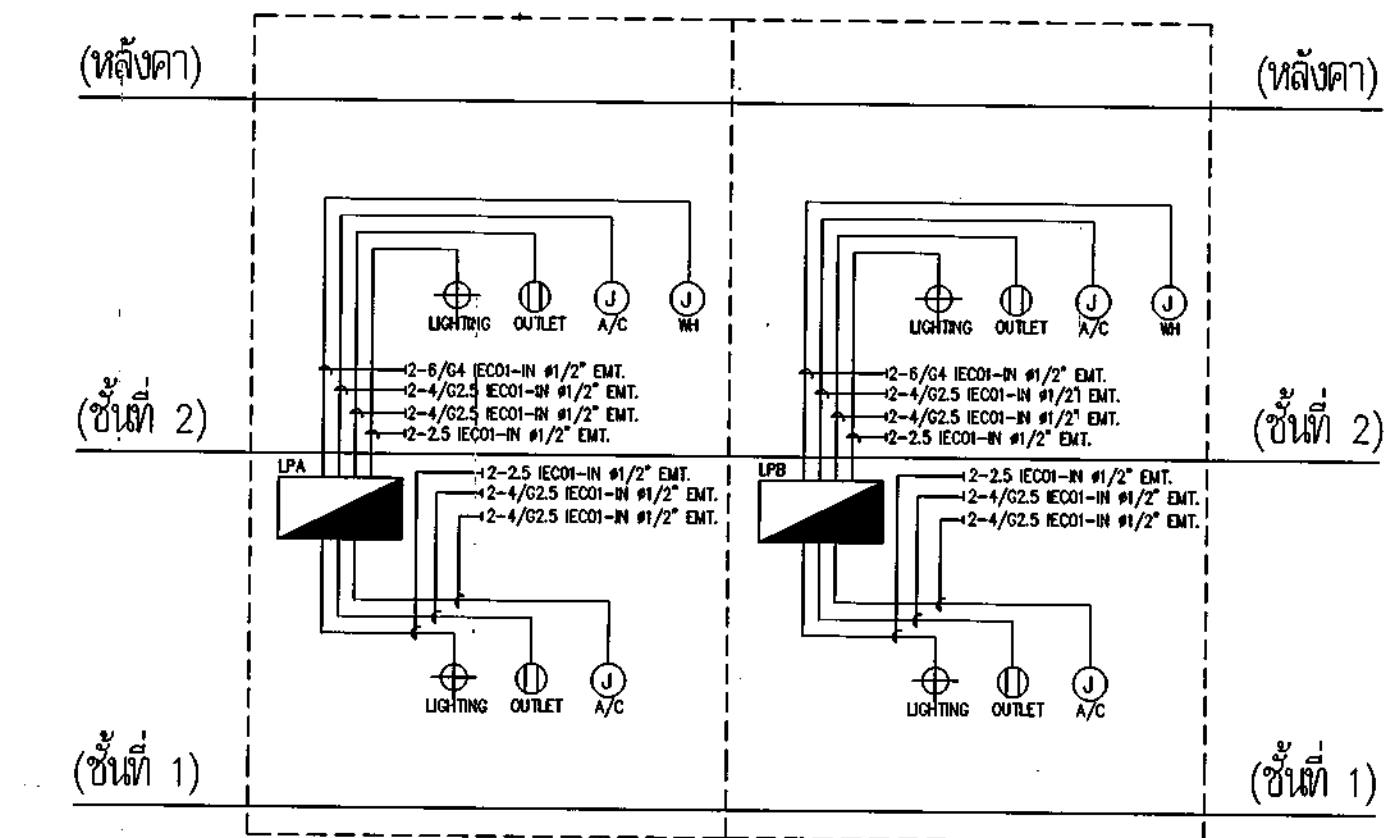 (หลังคา) (หลังคา)
LIGHTING OUTLET A/C WH LIGHTING OUTLET A/C WH
2-6/G4 IEC01-IN ø1/2" EMT. 2-6/G4 IEC01-IN ø1/2" EMT.
2-4/G2.5 IEC01-IN ø1/2" EMT. 2-4/G2.5 IEC01-IN ø1/2" EMT.
2-4/G2.5 IEC01-IN ø1/2" EMT. 2-4/G2.5 IEC01-IN ø1/2" EMT.
2-2.5 IEC01-IN ø1/2" EMT. 2-2.5 IEC01-IN ø1/2" EMT.
(ชั้นที่ 2) (ชั้นที่ 2)
LPA LPB
2-2.5 IEC01-IN ø1/2" EMT. 2-2.5 IEC01-IN ø1/2" EMT.
2-4/G2.5 IEC01-IN ø1/2" EMT. 2-4/G2.5 IEC01-IN ø1/2" EMT.
2-4/G2.5 IEC01-IN ø1/2" EMT. 2-4/G2.5 IEC01-IN ø1/2" EMT.
J J J J
J J
LIGHTING OUTLET A/C LIGHTING OUTLET A/C
(ชั้นที่ 1) (ชั้นที่ 1)